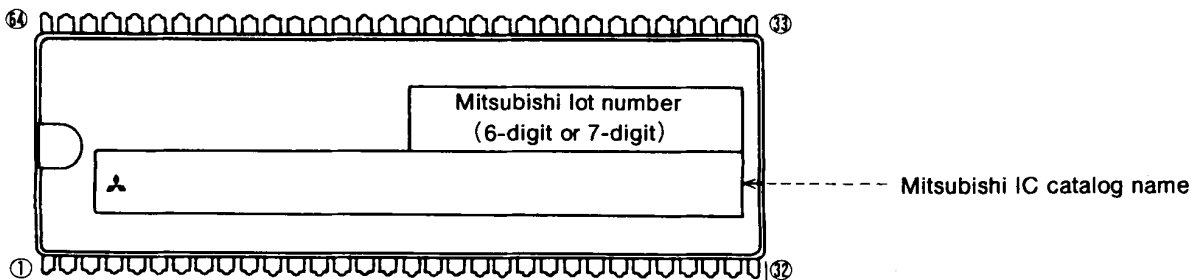 64 33
Mitsubishi lot number
(6-digit or 7-digit)
Mitsubishi IC catalog name
1 32